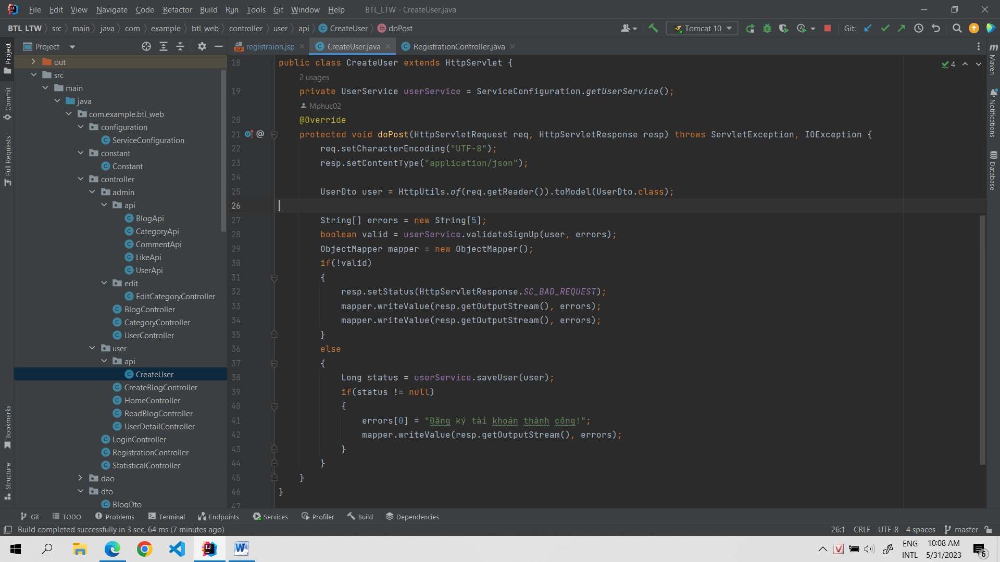 File Edit View Navigate Code Refactor Build Run Tools Git Window Help BTL_LTW - CreateUser.java
BTL_LTW src main java com example btl_web controller user api CreateUser doPost Tomcat 10 Git:
Project
registraion.jsp CreateUser.java RegistrationController.java
Project
Commit
Pull Requests
Bookmarks
Structure
out
src
main
java
com.example.btl_web
configuration
ServiceConfiguration
constant
Constant
controller
admin
api
BlogApi
CategoryApi
CommentApi
LikeApi
UserApi
edit
EditCategoryController
BlogController
CategoryController
UserController
user
api
CreateUser
CreateBlogController
HomeController
ReadBlogController
UserDetailController
LoginController
RegistrationController
StatisticalController
dao
dto
BlogDto
18 public class CreateUser extends HttpServlet {
2 usages
19 private UserService userService = ServiceConfiguration.getUserService();
Mphuc02
20 @Override
21 @ protected void doPost(HttpServletRequest req, HttpServletResponse resp) throws ServletException, IOException {
22 req.setCharacterEncoding("UTF-8");
23 resp.setContentType("application/json");
24
25 UserDto user = HttpUtils.of(req.getReader()).toModel(UserDto.class);
26
27 String[] errors = new String[5];
28 boolean valid = userService.validateSignUp(user, errors);
29 ObjectMapper mapper = new ObjectMapper();
30 if(!valid)
31 {
32 resp.setStatus(HttpServletResponse.SC_BAD_REQUEST);
33 mapper.writeValue(resp.getOutputStream(), errors);
34 mapper.writeValue(resp.getOutputStream(), errors);
35 }
36 else
37 {
38 Long status = userService.saveUser(user);
39 if(status != null)
40 {
41 errors[0] = "Đăng ký tài khoản thành công!";
42 mapper.writeValue(resp.getOutputStream(), errors);
43 }
44 }
45 }
46 }
47
4
m
Maven
Notifications
Database
Git TODO Problems Terminal Endpoints Services Profiler Build Dependencies
Build completed successfully in 3 sec, 64 ms (7 minutes ago) 26:1 CRLF UTF-8 4 spaces master
ENG 10:08 AM
INTL 5/31/2023 6